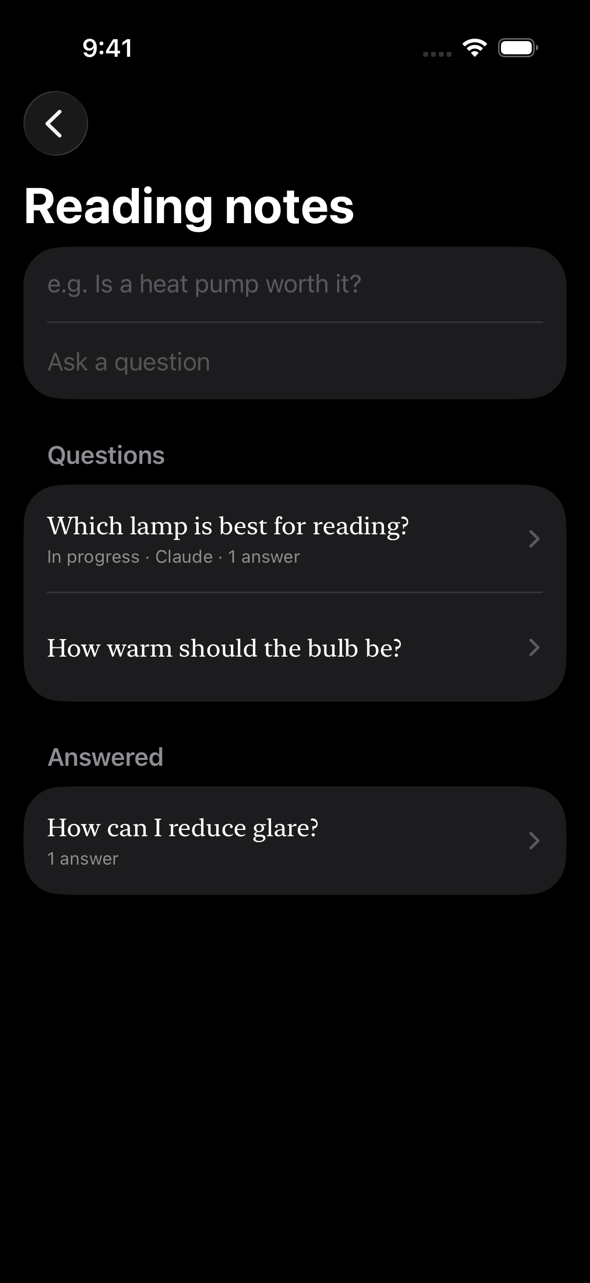 9:41
Reading notes
e.g. Is a heat pump worth it?
Ask a question
Questions
Which lamp is best for reading?
In progress · Claude · 1 answer
How warm should the bulb be?
Answered
How can I reduce glare?
1 answer